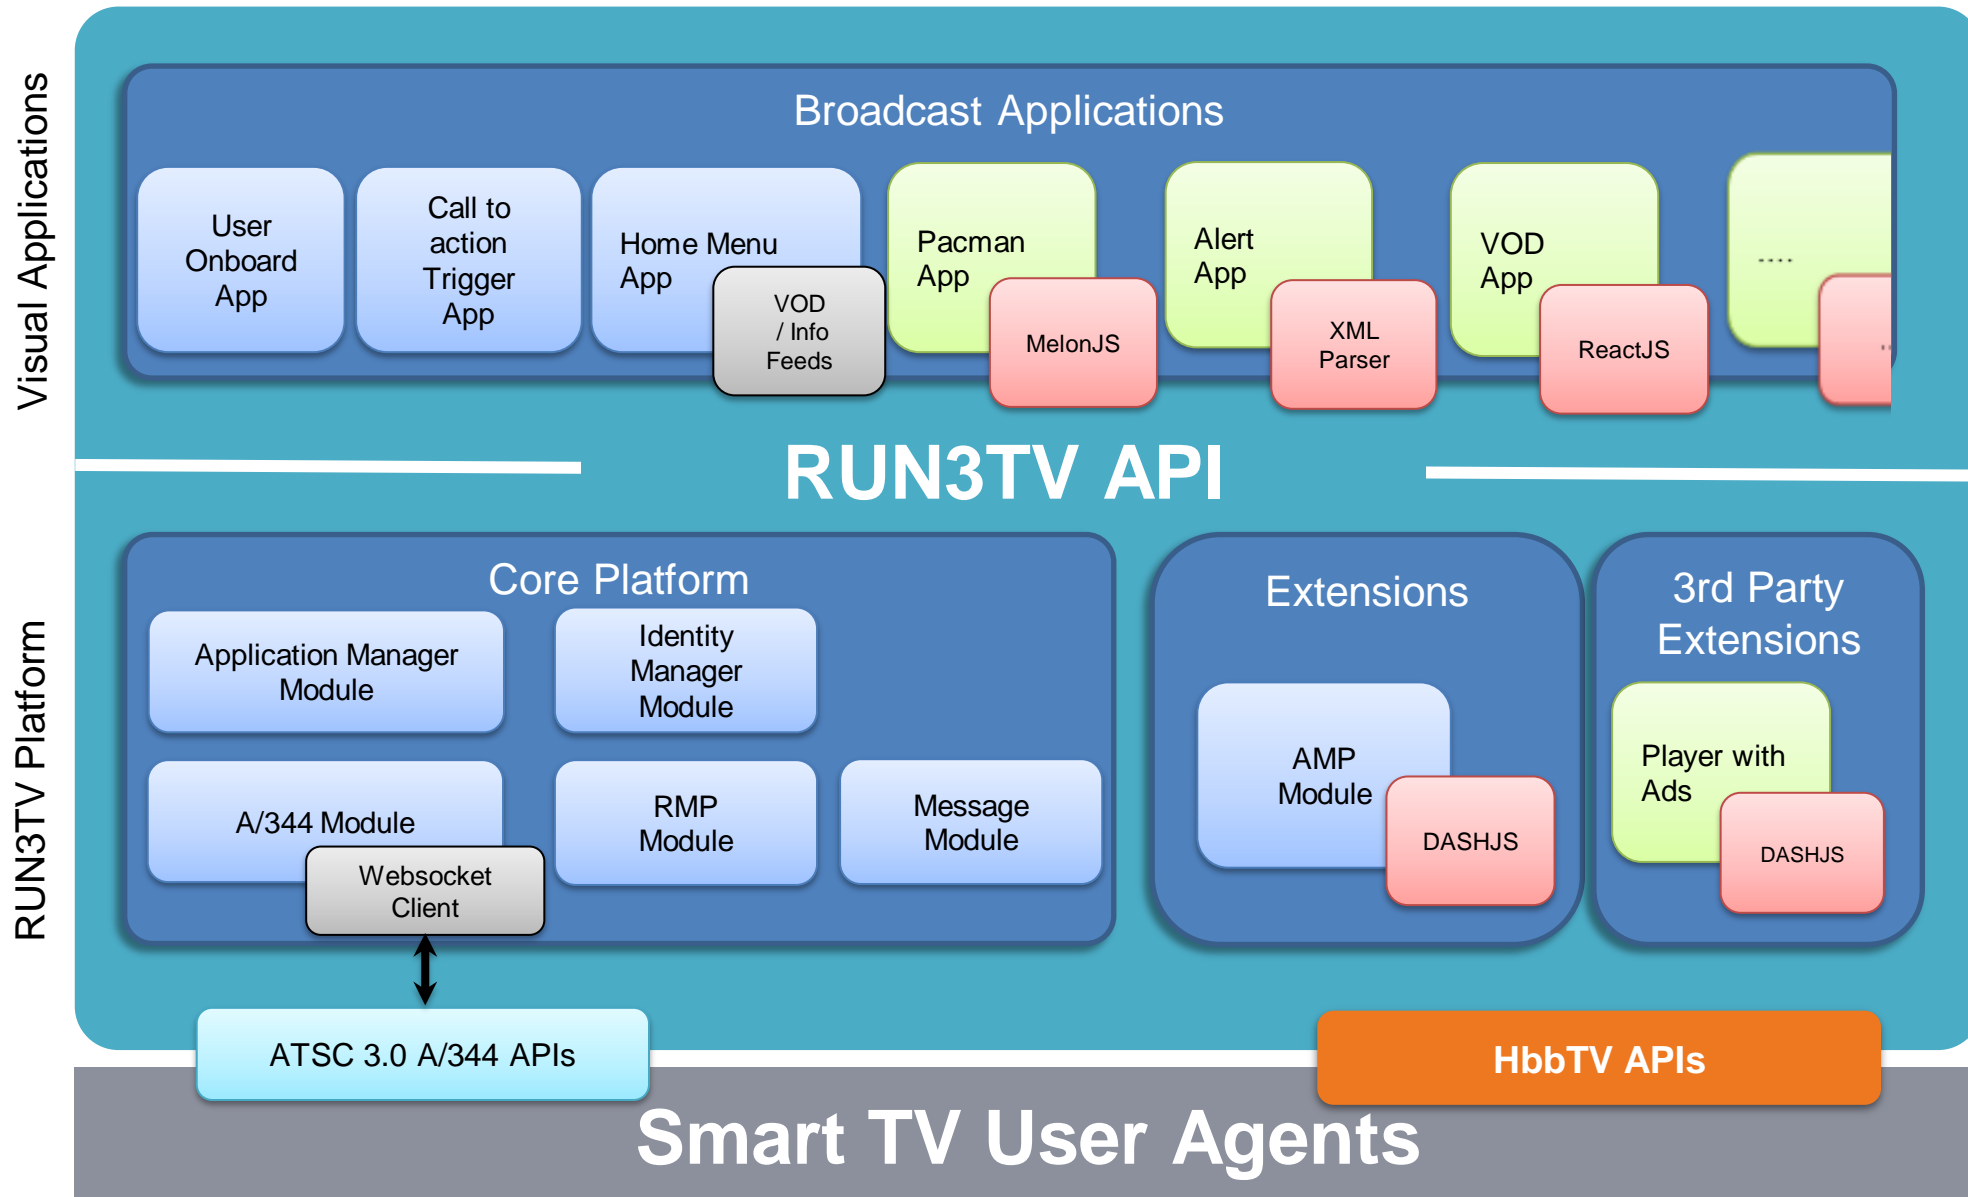 Visual Applications
Broadcast Applications
User
Onboard
App
Call to
action
Trigger
App
Home Menu
App
VOD
/ Info
Feeds
Pacman
App
MelonJS
Alert
App
XML
Parser
VOD
App
ReactJS
....
..
RUN3TV API
RUN3TV Platform
Core Platform
Application Manager
Module
Identity
Manager
Module
A/344 Module
Websocket
Client
RMP
Module
Message
Module
Extensions
AMP
Module
DASHJS
3rd Party
Extensions
Player with
Ads
DASHJS
ATSC 3.0 A/344 APIs
HbbTV APIs
Smart TV User Agents